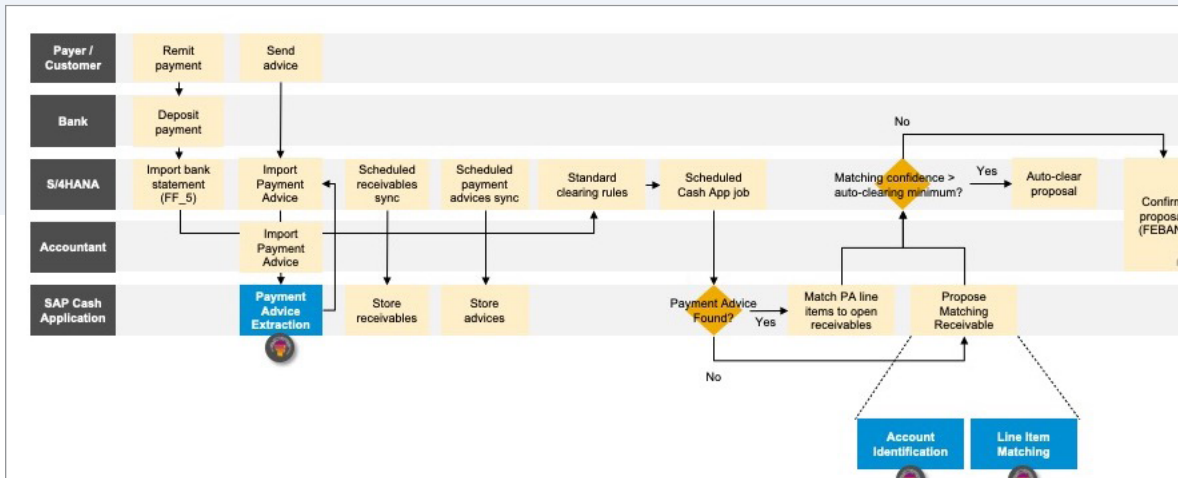 Payer /
Customer
Remit
payment
Send
advice
Bank
Deposit
payment
No
S/4HANA
Import bank
statement
(FF_5)
Import
Payment
Advice
Scheduled
receivables
sync
Scheduled
payment
advices sync
Standard
clearing rules
Scheduled
Cash App job
Matching confidence >
auto-clearing minimum?
Yes
Auto-clear
proposal
Confirm
proposa
(FEBAN
Accountant
Import
Payment
Advice
SAP Cash
Application
Payment
Advice
Extraction
Store
receivables
Store
advices
Payment Advice
Found?
Yes
Match PA line
items to open
receivables
Propose
Matching
Receivable
No
Account
Identification
Line Item
Matching